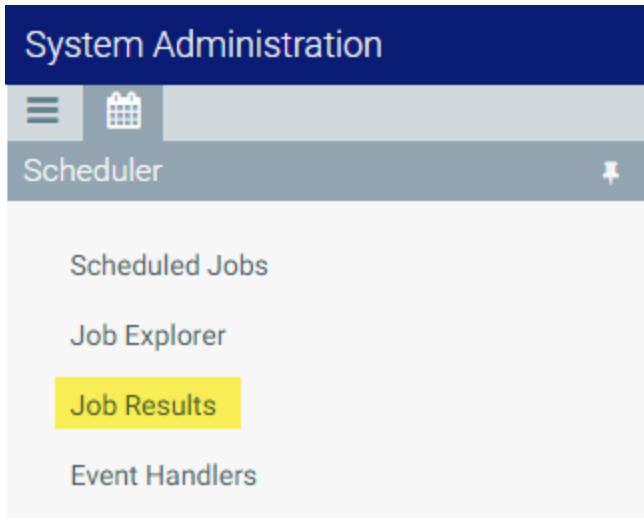 System Administration
Scheduler
Scheduled Jobs
Job Explorer
Job Results
Event Handlers